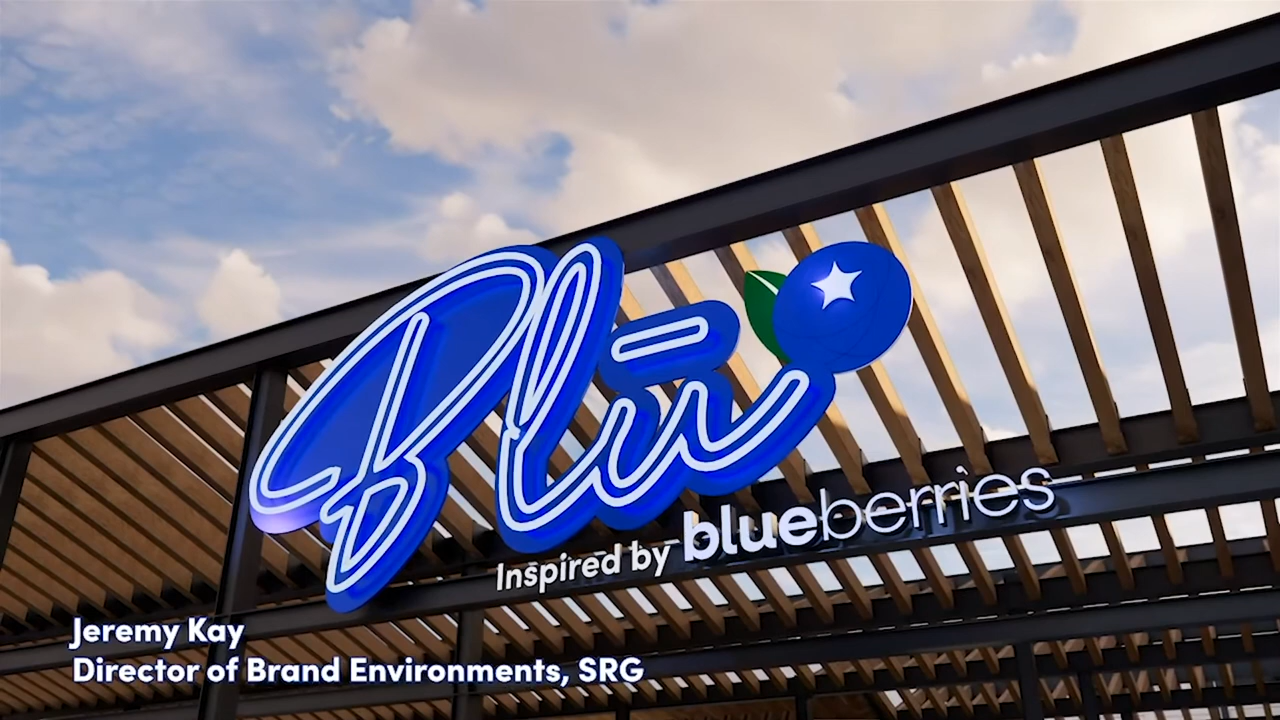 Blū
Inspired by blueberries
Jeremy Kay
Director of Brand Environments, SRG